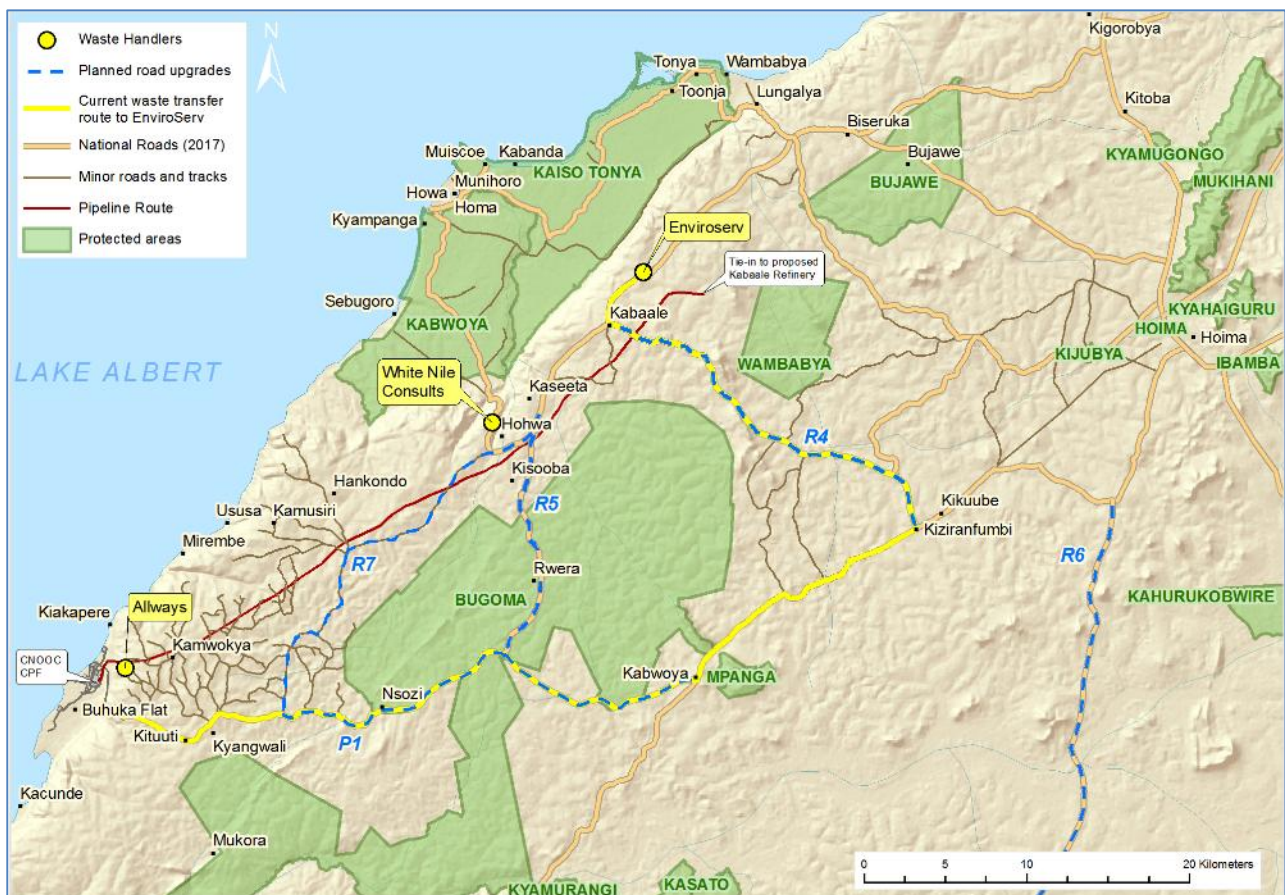 Waste Handlers
Planned road upgrades
Current waste transfer
route to EnviroServ
National Roads (2017)
Minor roads and tracks
Pipeline Route
Protected areas
N
Kigorobya
Tonya
Wambabya
Toonja
Lungalya
Kitoba
Biseruka
Muiscoe
Kabanda
Bujawe
KYAMUGONGO
KAISO TONYA
Munihoro
BUJAWE
MUKIHANI
Howa
Homa
Kyampanga
Enviroserv
Tie-in to proposed
Kabaale Refinery
Sebugoro
KABWOYA
Kabaale
KYAHAIGURU
HOIMA
Hoima
LAKE ALBERT
WAMBABYA
KIJUBYA
IBAMBA
White Nile
Consults
Kaseeta
Hohwa
R4
Kisooba
Hankondo
R5
Kikuube
Ususa
Kamusiri
Kiziranfumbi
Mirembe
R7
R6
Rwera
BUGOMA
KAHURUKOBWIRE
Allways
Kiakapere
Kamwokya
CNOOC
CPF
Kabwoya
MPANGA
Nsozi
Buhuka Flat
Kituuti
Kyangwali
P1
Kacunde
Mukora
0 5 10 20 Kilometers
KYAMURANGI
KASATO